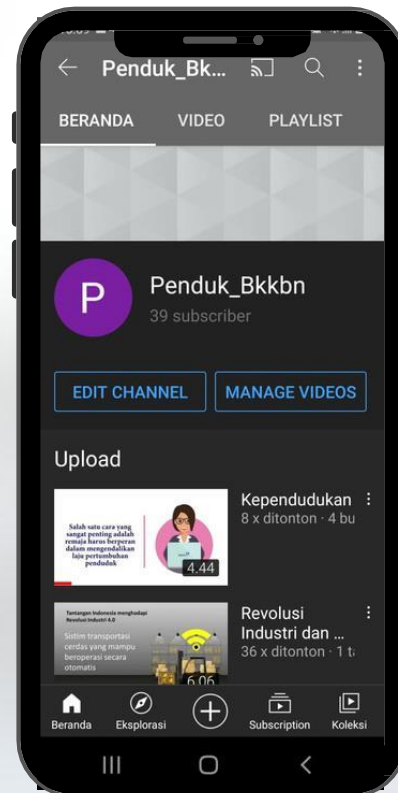 Penduk_Bk...
BERANDA VIDEO PLAYLIST
P
Penduk_Bkkbn
39 subscriber
EDIT CHANNEL MANAGE VIDEOS
Upload
Salah satu cara yang
sangat penting adalah
remaja harus berperan
dalam mengendalikan
laju pertumbuhan
penduduk
4.44
Kependudukan
8 x ditonton · 4 bu
Tantangan Indonesia menghadapi
Revolusi Industri 4.0
Sistim transportasi
cerdas yang mampu
beroperasi secara
otomatis
6.06
Revolusi
Industri dan ...
36 x ditonton · 1 t
Beranda Eksplorasi Subscription Koleksi